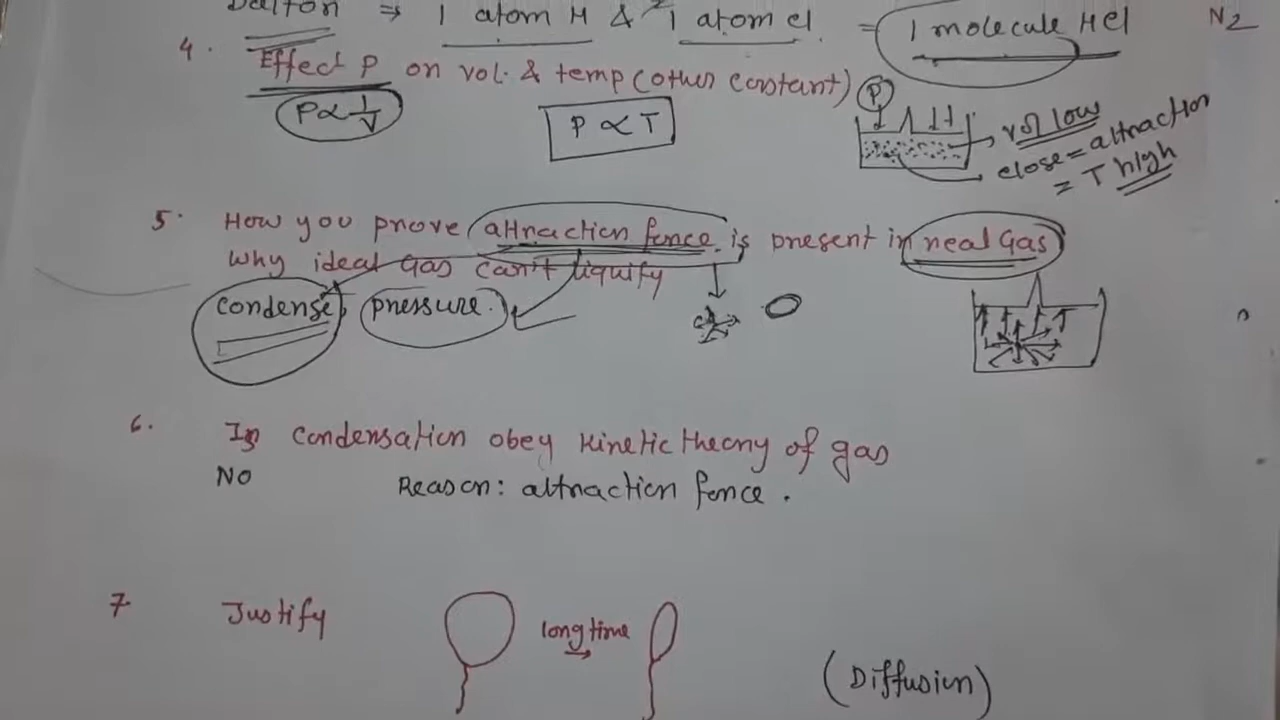 Dalton ⇒ 1 atom H & 1 atom Cl. = 1 molecule HCl N2
4. Effect P on vol. & temp (other constant) P
P ∝ 1/V P ∝ T
vol low
close = attraction
= T high
5. How you prove attraction force is present in real Gas
Why ideal Gas can't liquify
condense, pressure.
6. Is condensation obey kinetic theory of gas
NO Reason: attraction force.
7 Justify long time
(Diffusion)